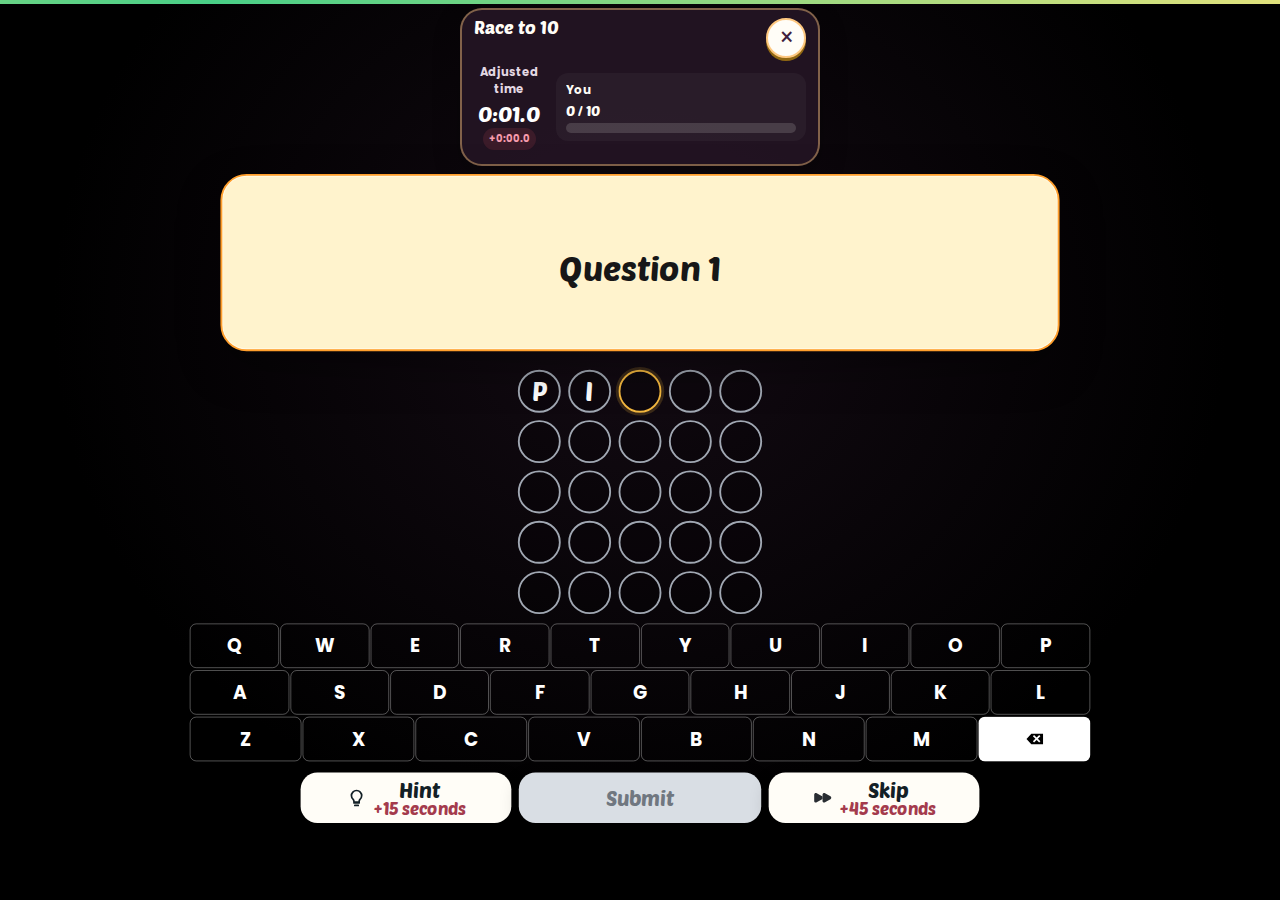 Race to 10
×
Adjusted
time
0:01.0
+0:00.0
You
0 / 10
Question 1
P I
Q W E R T Y U I O P
A S D F G H J K L
Z X C V B N M
Hint
+15 seconds
Submit
Skip
+45 seconds